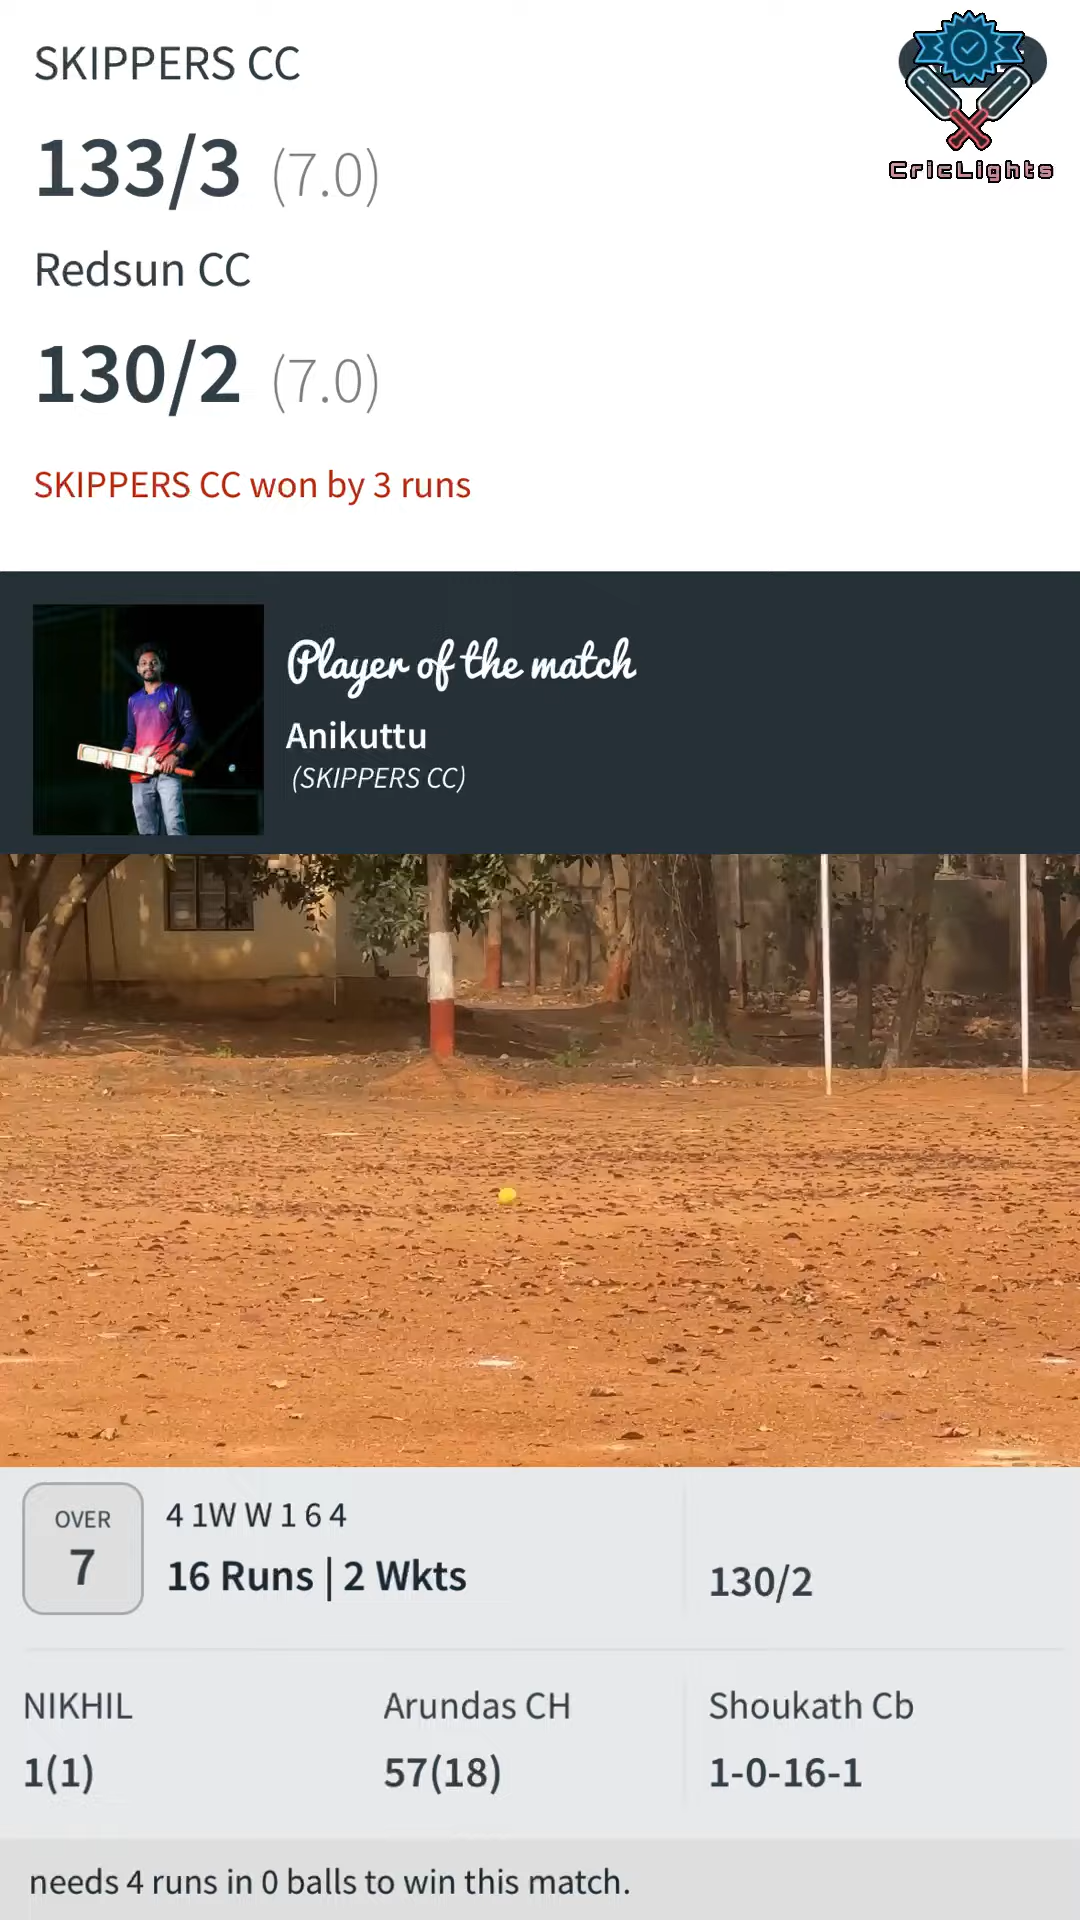 SKIPPERS CC
133/3 (7.0)
Redsun CC
130/2 (7.0)
SKIPPERS CC won by 3 runs
CricLights
Player of the match
Anikuttu
(SKIPPERS CC)
OVER
7
4 1W W 1 6 4
16 Runs | 2 Wkts
130/2
NIKHIL
1(1)
Arundas CH
57(18)
Shoukath Cb
1-0-16-1
needs 4 runs in 0 balls to win this match.